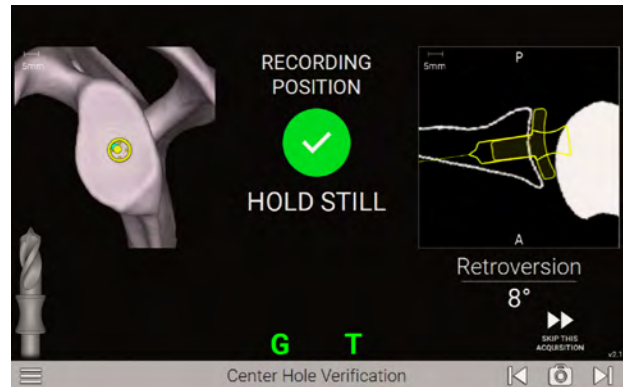 5mm
RECORDING
POSITION
HOLD STILL
5mm
P
A
Retroversion
8°
SKIP THIS
ACQUISITION
v2.1
G T
Center Hole Verification